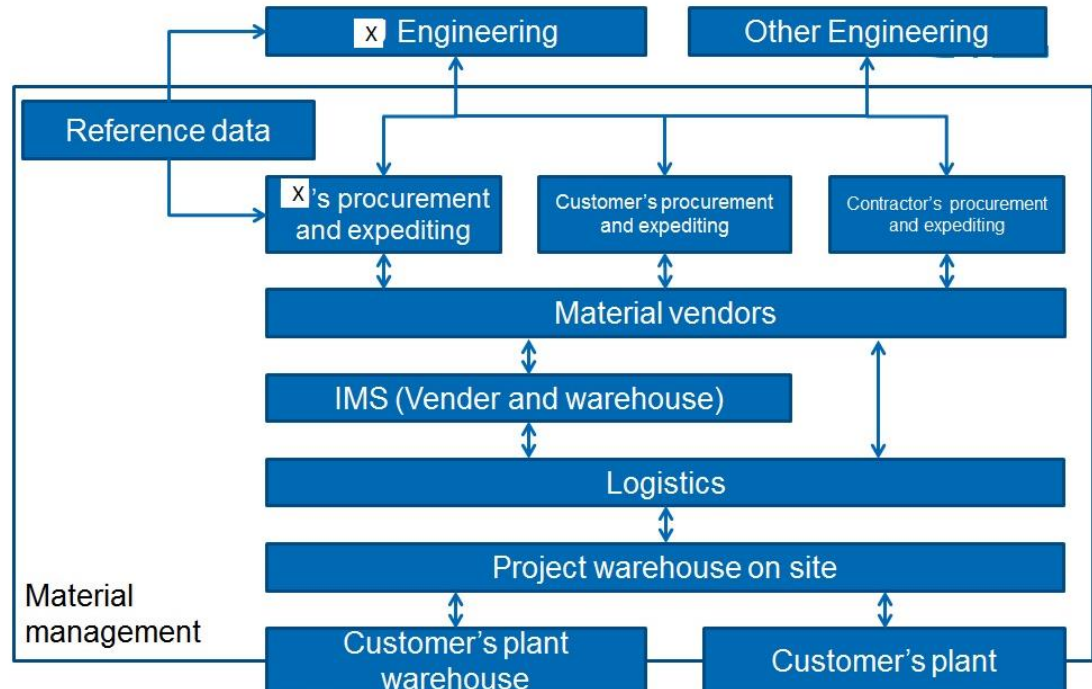 X Engineering
Other Engineering
Reference data
X's procurement
and expediting
Customer's procurement
and expediting
Contractor's procurement
and expediting
Material vendors
IMS (Vender and warehouse)
Logistics
Project warehouse on site
Material
management
Customer's plant
warehouse
Customer's plant